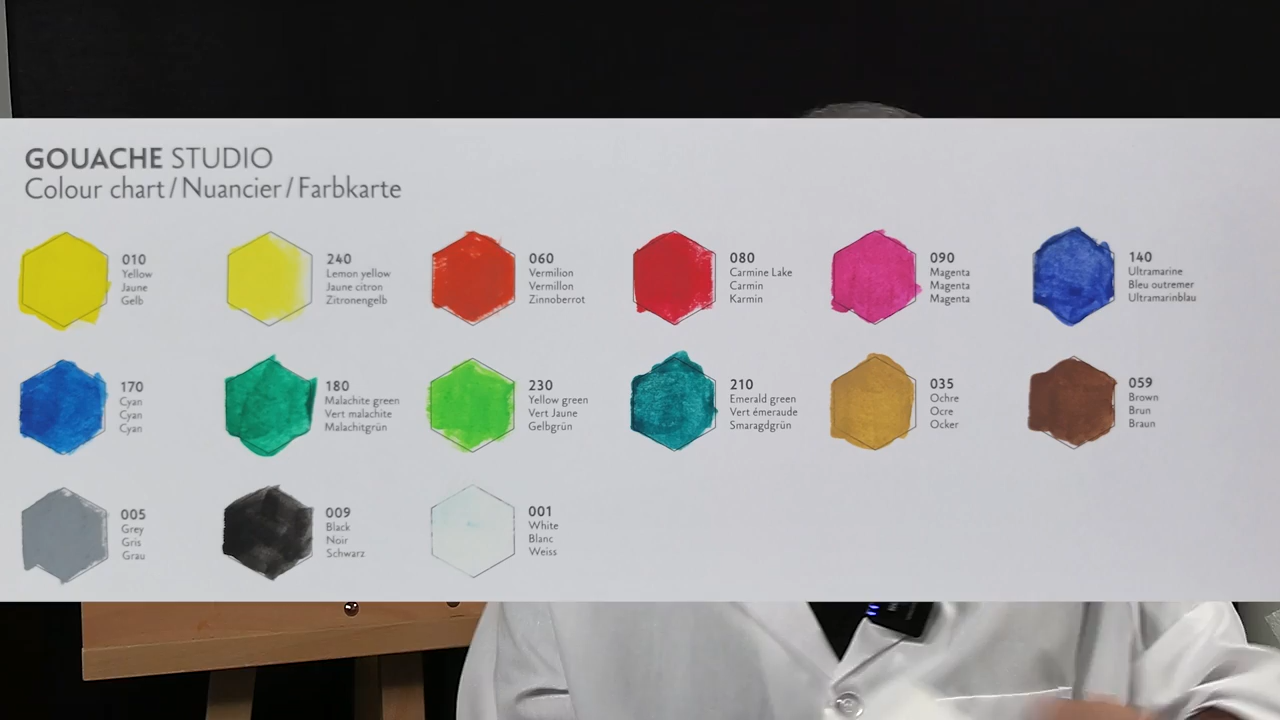 GOUACHE STUDIO
Colour chart/Nuancier/Farbkarte
010
Yellow
Jaune
Gelb
240
Lemon yellow
Jaune citron
Zitronengelb
060
Vermilion
Vermillon
Zinnoberrot
080
Carmine Lake
Carmin
Karmin
090
Magenta
Magenta
Magenta
140
Ultramarine
Bleu outremer
Ultramarinblau
170
Cyan
Cyan
Cyan
180
Malachite green
Vert malachite
Malachitgrün
230
Yellow green
Vert Jaune
Gelbgrün
210
Emerald green
Vert émeraude
Smaragdgrün
035
Ochre
Ocre
Ocker
059
Brown
Brun
Braun
005
Grey
Gris
Grau
009
Black
Noir
Schwarz
001
White
Blanc
Weiss